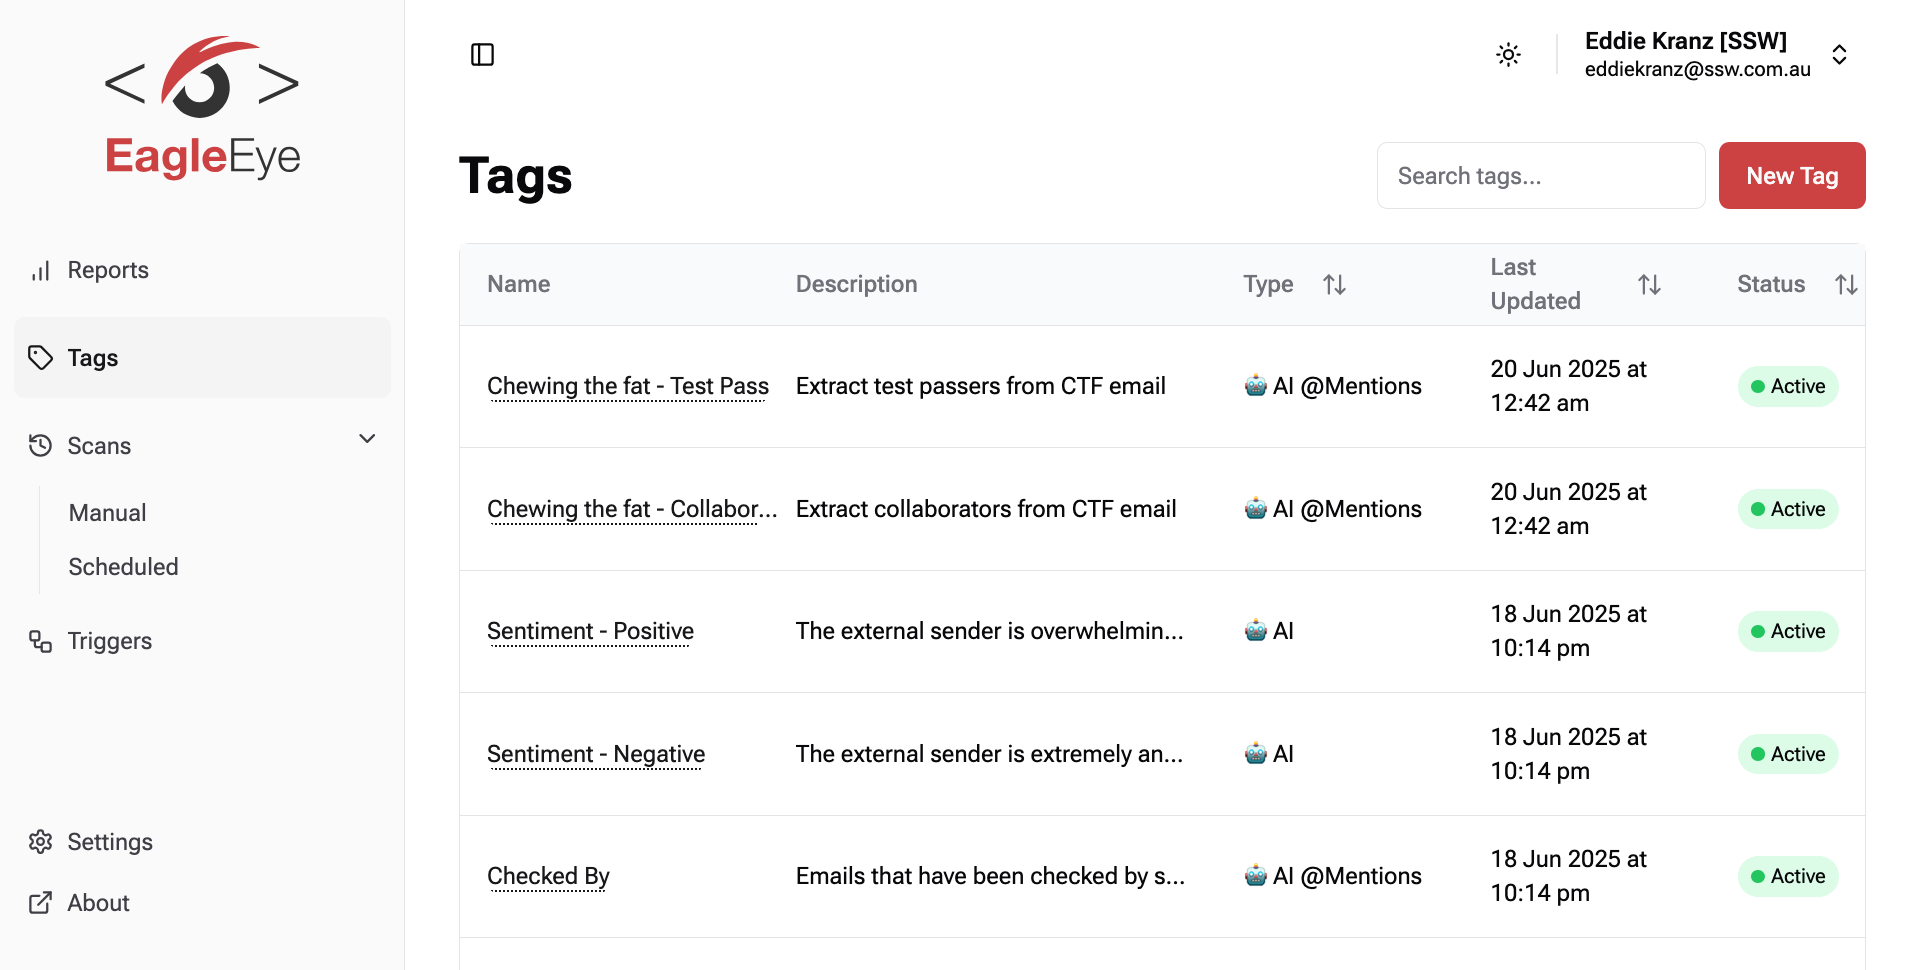 < >
EagleEye
Reports
Tags
Scans
Manual
Scheduled
Triggers
Settings
About
Eddie Kranz [SSW]
eddiekranz@ssw.com.au
Tags
Search tags...
New Tag
Name Description Type Last Updated Status
Chewing the fat - Test Pass Extract test passers from CTF email 🤖 AI @Mentions 20 Jun 2025 at 12:42 am Active
Chewing the fat - Collabor... Extract collaborators from CTF email 🤖 AI @Mentions 20 Jun 2025 at 12:42 am Active
Sentiment - Positive The external sender is overwhelmin... 🤖 AI 18 Jun 2025 at 10:14 pm Active
Sentiment - Negative The external sender is extremely an... 🤖 AI 18 Jun 2025 at 10:14 pm Active
Checked By Emails that have been checked by s... 🤖 AI @Mentions 18 Jun 2025 at 10:14 pm Active